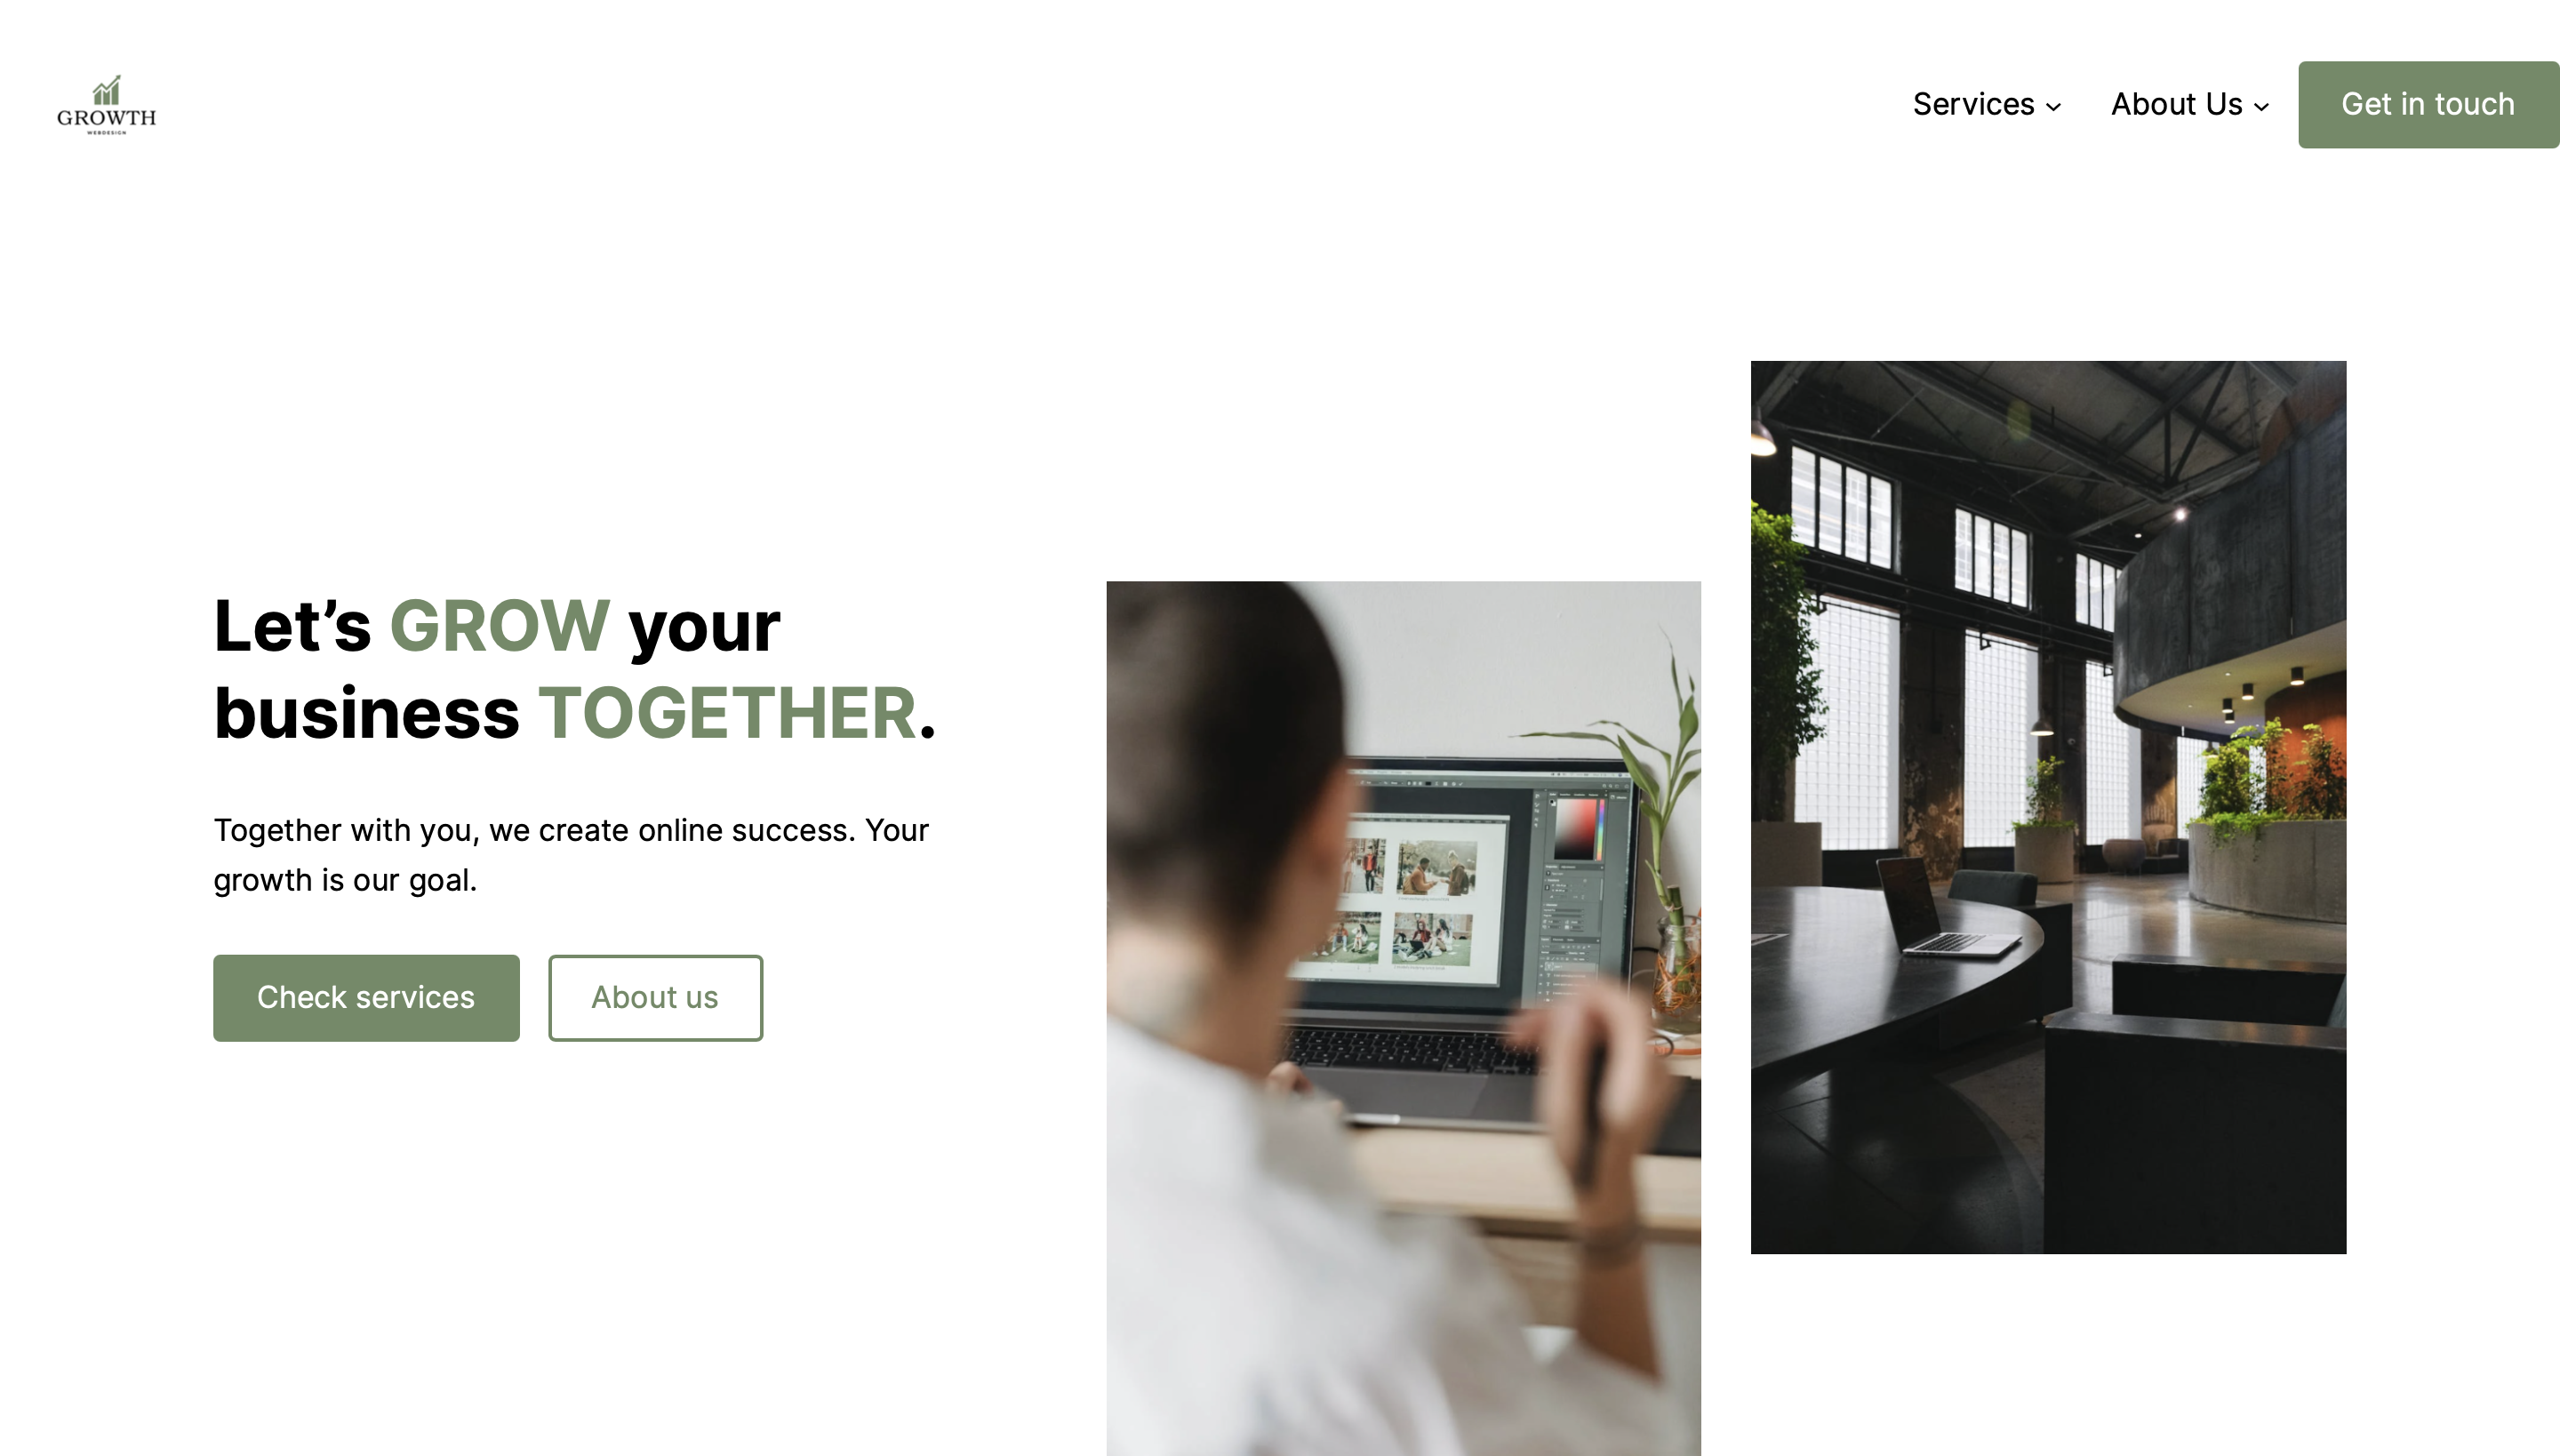 GROWTH
WEBDESIGN
Services
About Us
Get in touch
Let’s GROW your
business TOGETHER.
Together with you, we create online success. Your
growth is our goal.
Check services
About us